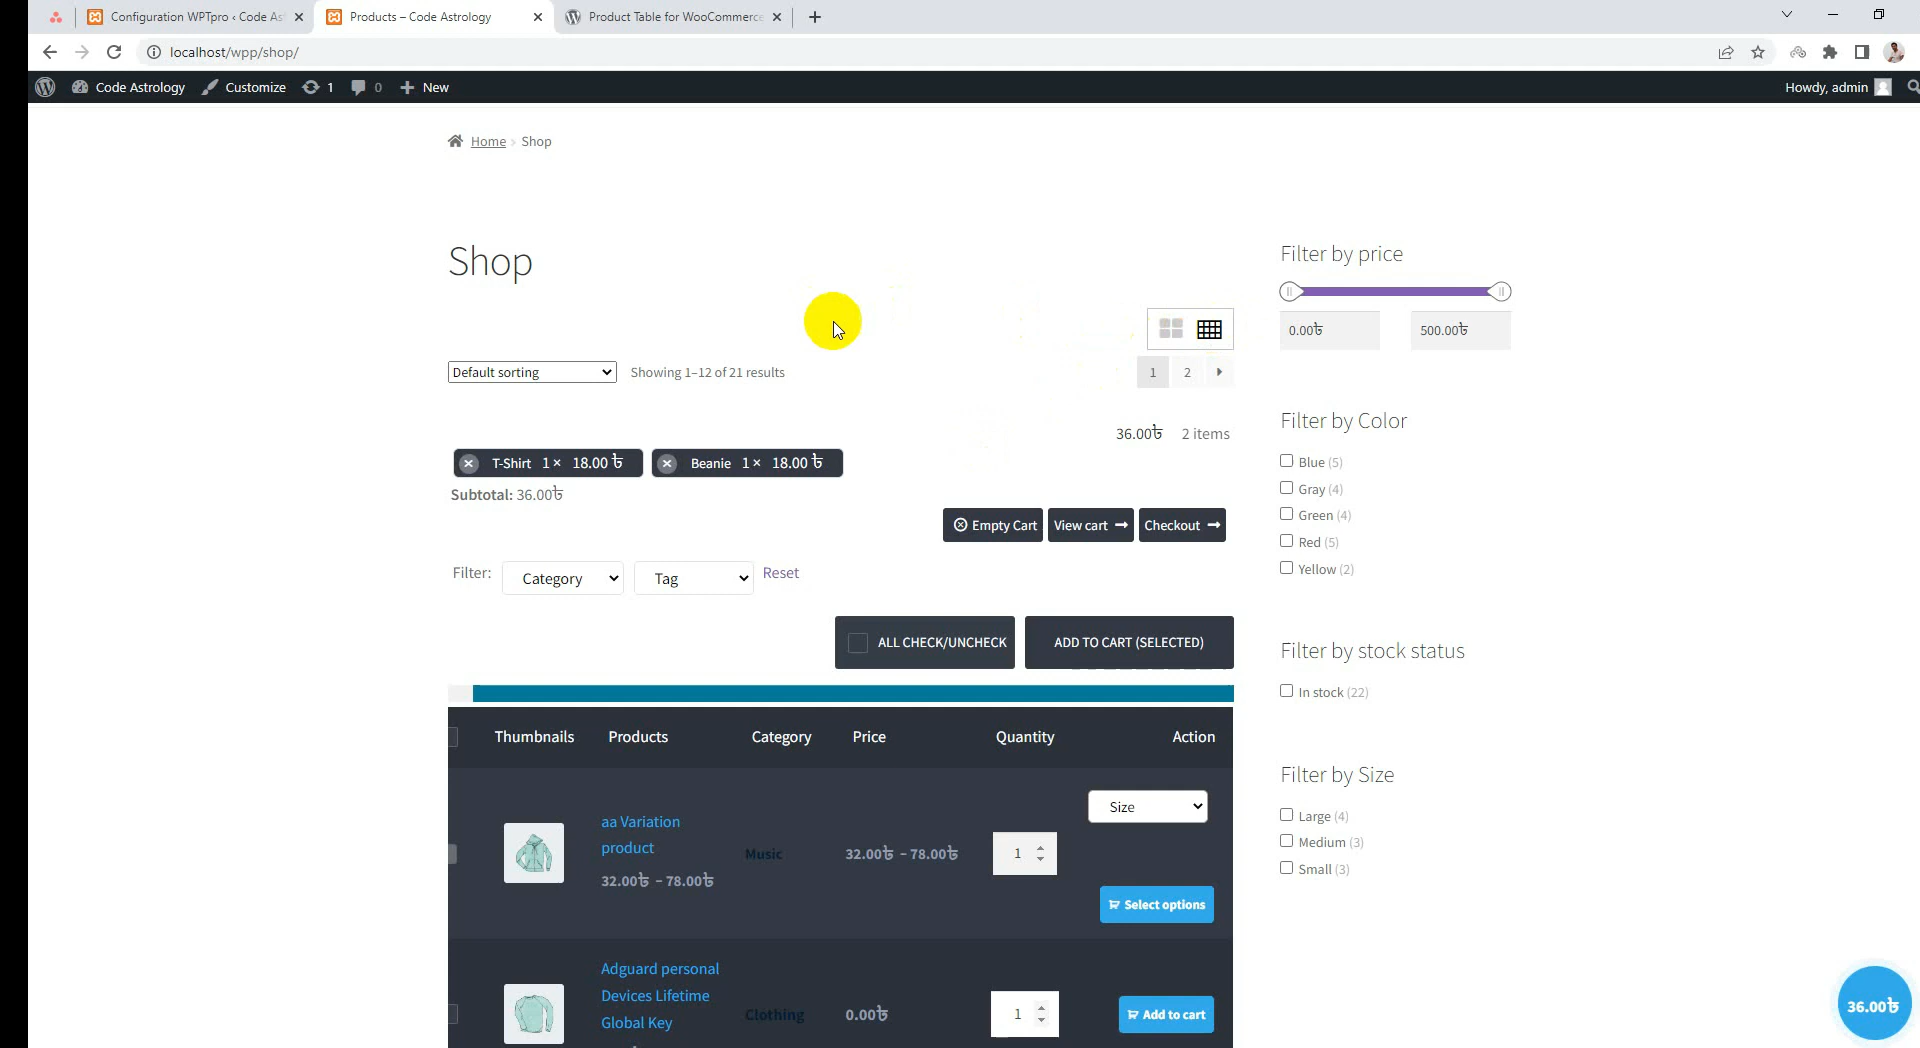 Configuration WPTpro ‹ Code As
Products – Code Astrology
Product Table for WooCommerce
localhost/wpp/shop/
Code Astrology
Customize
1
0
New
Howdy, admin
Home
Shop
Shop
Filter by price
0.00৳
500.00৳
Default sorting
Showing 1–12 of 21 results
1
2
36.00৳ 2 items
T-Shirt 1 × 18.00 ৳
Beanie 1 × 18.00 ৳
Subtotal: 36.00৳
Empty Cart
View cart
Checkout
Filter:
Category
Tag
Reset
ALL CHECK/UNCHECK
ADD TO CART (SELECTED)
Thumbnails Products Category Price Quantity Action
aa Variation
product
32.00৳ – 78.00৳
Music
32.00৳ – 78.00৳
1
Size
Select options
Adguard personal
Devices Lifetime
Global Key
Clothing
0.00৳
1
Add to cart
Filter by Color
Blue (5)
Gray (4)
Green (4)
Red (5)
Yellow (2)
Filter by stock status
In stock (22)
Filter by Size
Large (4)
Medium (3)
Small (3)
36.00৳